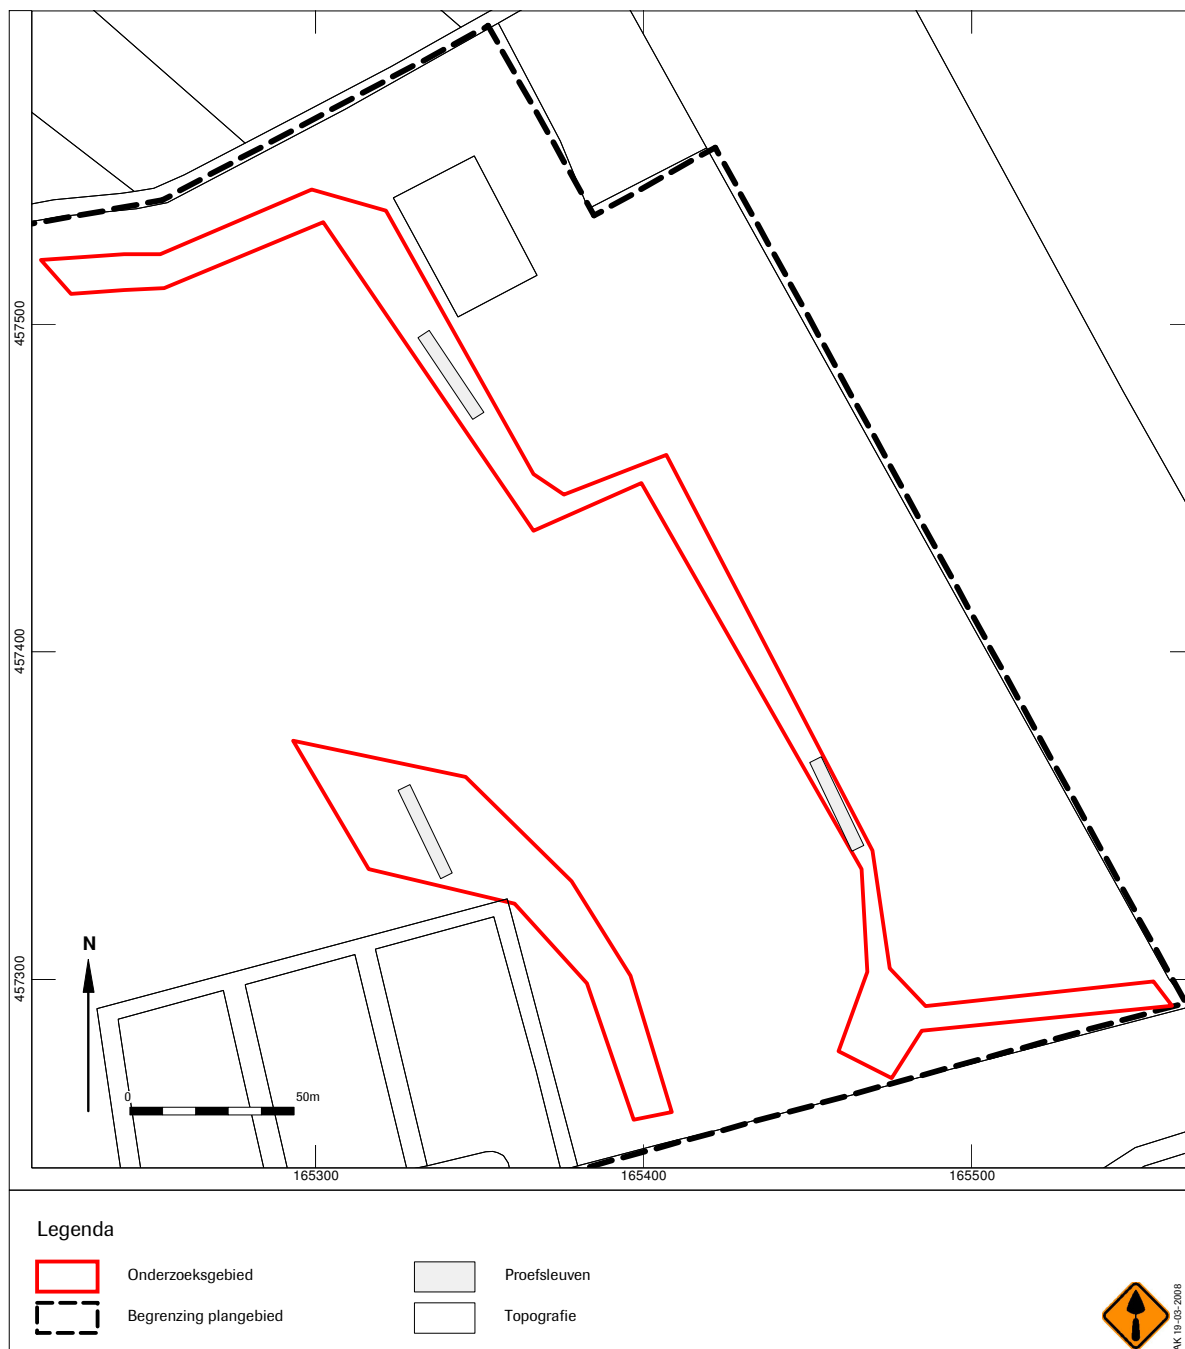 457500
457400
457300
N
0 50m
165300 165400 165500
Legenda
Onderzoeksgebied
Proefsleuven
Begrenzing plangebied
Topografie
AK 19-03-2008